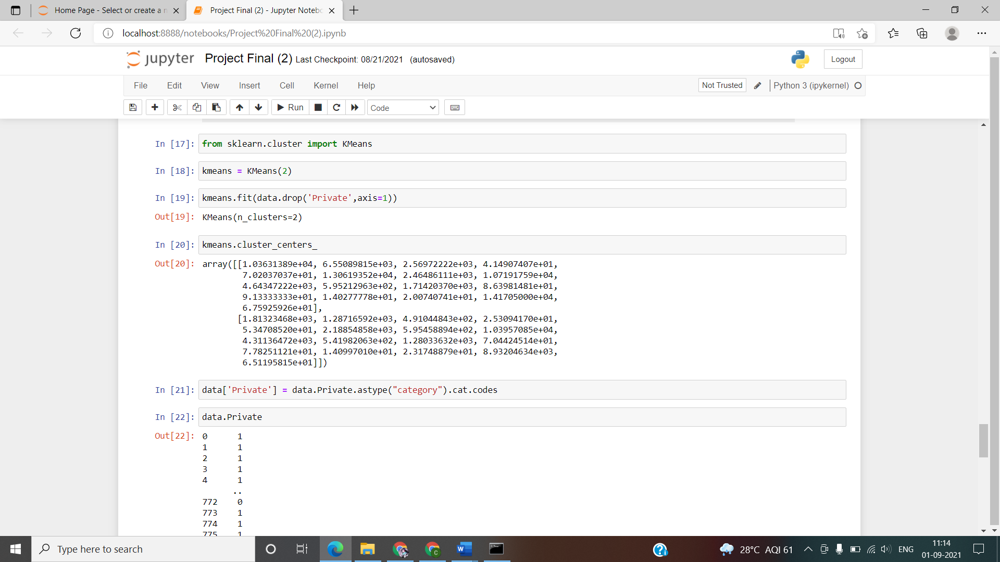 Home Page - Select or create a n
Project Final (2) - Jupyter Notebo
localhost:8888/notebooks/Project%20Final%20(2).ipynb
jupyter Project Final (2) Last Checkpoint: 08/21/2021 (autosaved)
Logout
File Edit View Insert Cell Kernel Help
Not Trusted
Python 3 (ipykernel)
Run
Code
In [17]: from sklearn.cluster import KMeans
In [18]: kmeans = KMeans(2)
In [19]: kmeans.fit(data.drop('Private',axis=1))
Out[19]: KMeans(n_clusters=2)
In [20]: kmeans.cluster_centers_
Out[20]: array([[1.03631389e+04, 6.55089815e+03, 2.56972222e+03, 4.14907407e+01,
7.02037037e+01, 1.30619352e+04, 2.46486111e+03, 1.07191759e+04,
4.64347222e+03, 5.95212963e+02, 1.71420370e+03, 8.63981481e+01,
9.13333333e+01, 1.40277778e+01, 2.00740741e+01, 1.41705000e+04,
6.75925926e+01],
[1.81323468e+03, 1.28716592e+03, 4.91044843e+02, 2.53094170e+01,
5.34708520e+01, 2.18854858e+03, 5.95458894e+02, 1.03957085e+04,
4.31136472e+03, 5.41982063e+02, 1.28033632e+03, 7.04424514e+01,
7.78251121e+01, 1.40997010e+01, 2.31748879e+01, 8.93204634e+03,
6.51195815e+01]])
In [21]: data['Private'] = data.Private.astype("category").cat.codes
In [22]: data.Private
Out[22]: 0 1
1 1
2 1
3 1
4 1
..
772 0
773 1
774 1
775 1
Type here to search
28°C AQI 61
ENG
11:14
01-09-2021